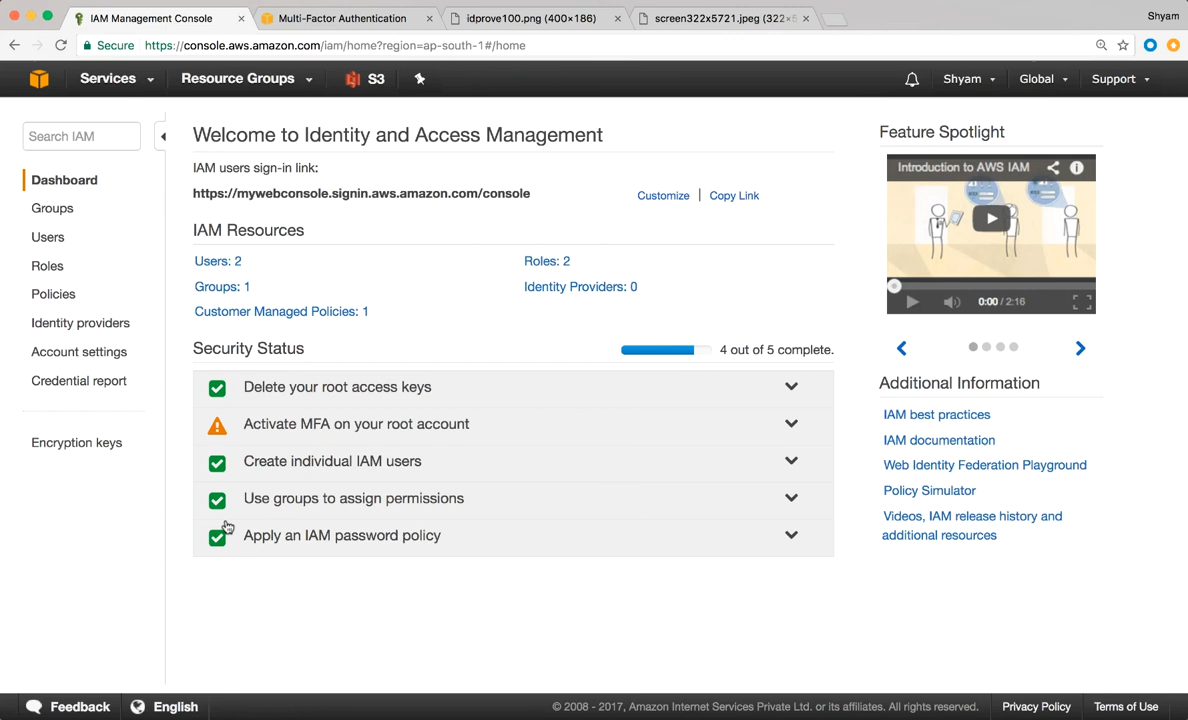 IAM Management Console
Multi-Factor Authentication
idprove100.png (400×186)
screen322x5721.jpeg (322×5
Shyam
Secure
https://console.aws.amazon.com/iam/home?region=ap-south-1#/home
Services
Resource Groups
S3
Shyam
Global
Support
Search IAM
Dashboard
Groups
Users
Roles
Policies
Identity providers
Account settings
Credential report
Encryption keys
Welcome to Identity and Access Management
IAM users sign-in link:
https://mywebconsole.signin.aws.amazon.com/console
Customize | Copy Link
IAM Resources
Users: 2
Roles: 2
Groups: 1
Identity Providers: 0
Customer Managed Policies: 1
Security Status
4 out of 5 complete.
Delete your root access keys
Activate MFA on your root account
Create individual IAM users
Use groups to assign permissions
Apply an IAM password policy
Feature Spotlight
Introduction to AWS IAM
0:00 / 2:16
Additional Information
IAM best practices
IAM documentation
Web Identity Federation Playground
Policy Simulator
Videos, IAM release history and
additional resources
Feedback
English
© 2008 - 2017, Amazon Internet Services Private Ltd. or its affiliates. All rights reserved.
Privacy Policy
Terms of Use